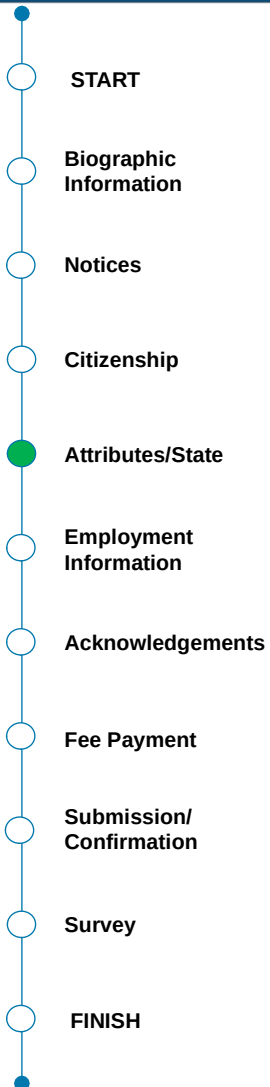 START
Biographic
Information
Notices
Citizenship
Attributes/State
Employment
Information
Acknowledgements
Fee Payment
Submission/
Confirmation
Survey
FINISH